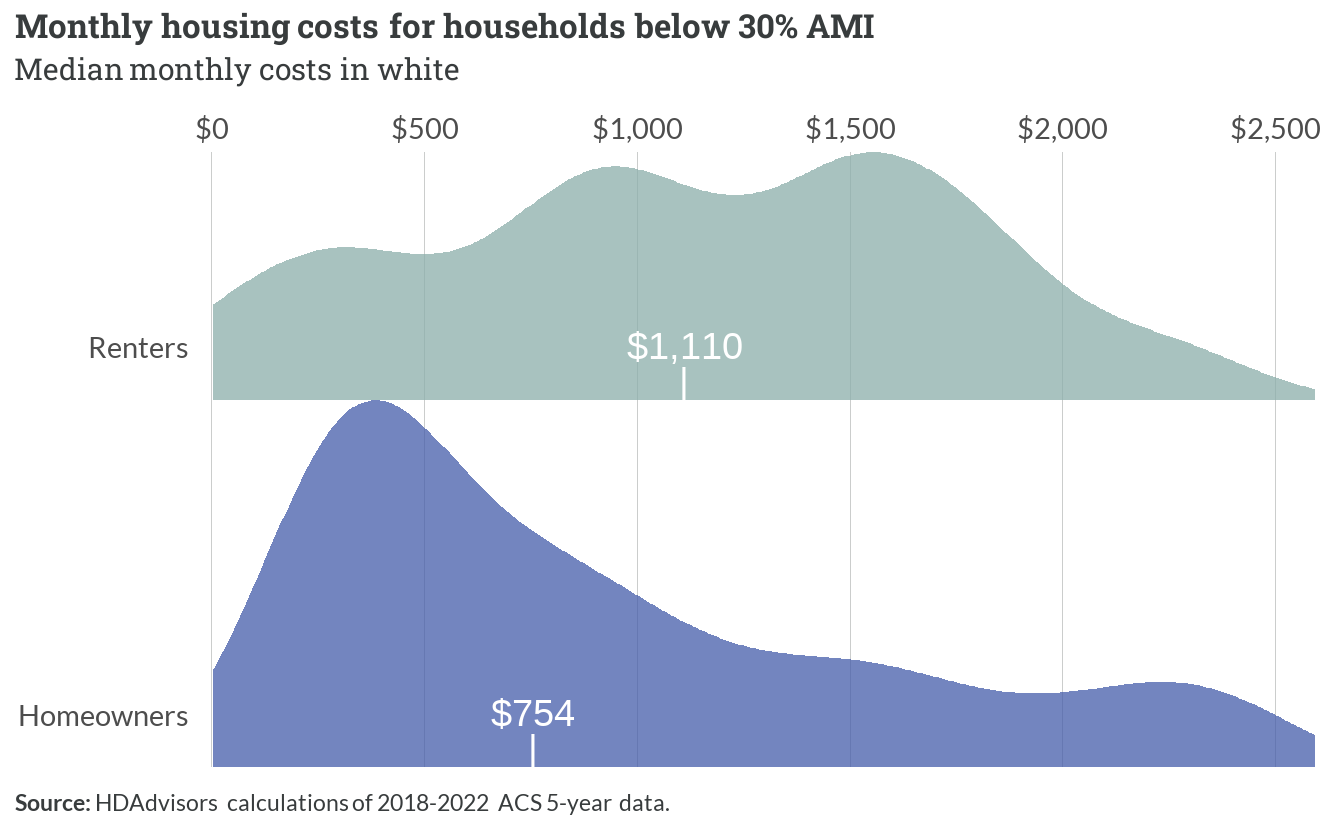 Monthly housing costs for households below 30% AMI
Median monthly costs in white
$0 $500 $1,000 $1,500 $2,000 $2,500
$1,110
Renters
$754
Homeowners
Source: HDAdvisors calculations of 2018-2022 ACS 5-year data.